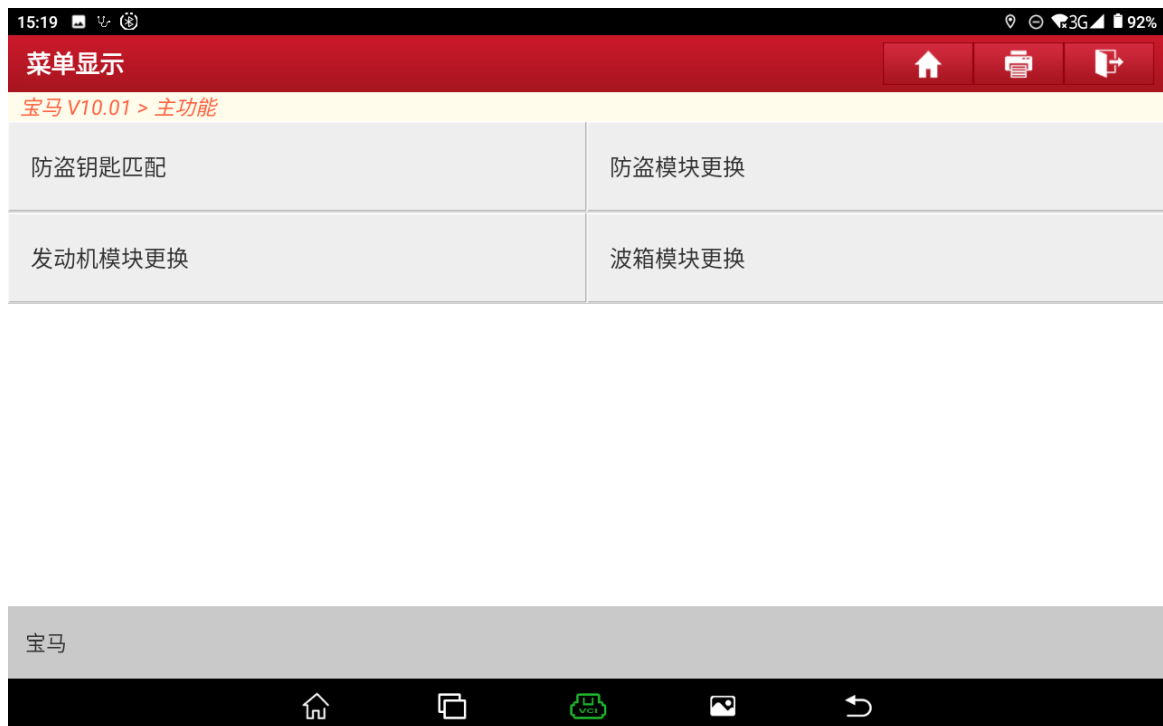 15:19 3G 92%
菜单显示
宝马 V10.01 > 主功能
防盗钥匙匹配 防盗模块更换
发动机模块更换 波箱模块更换
宝马
VCI